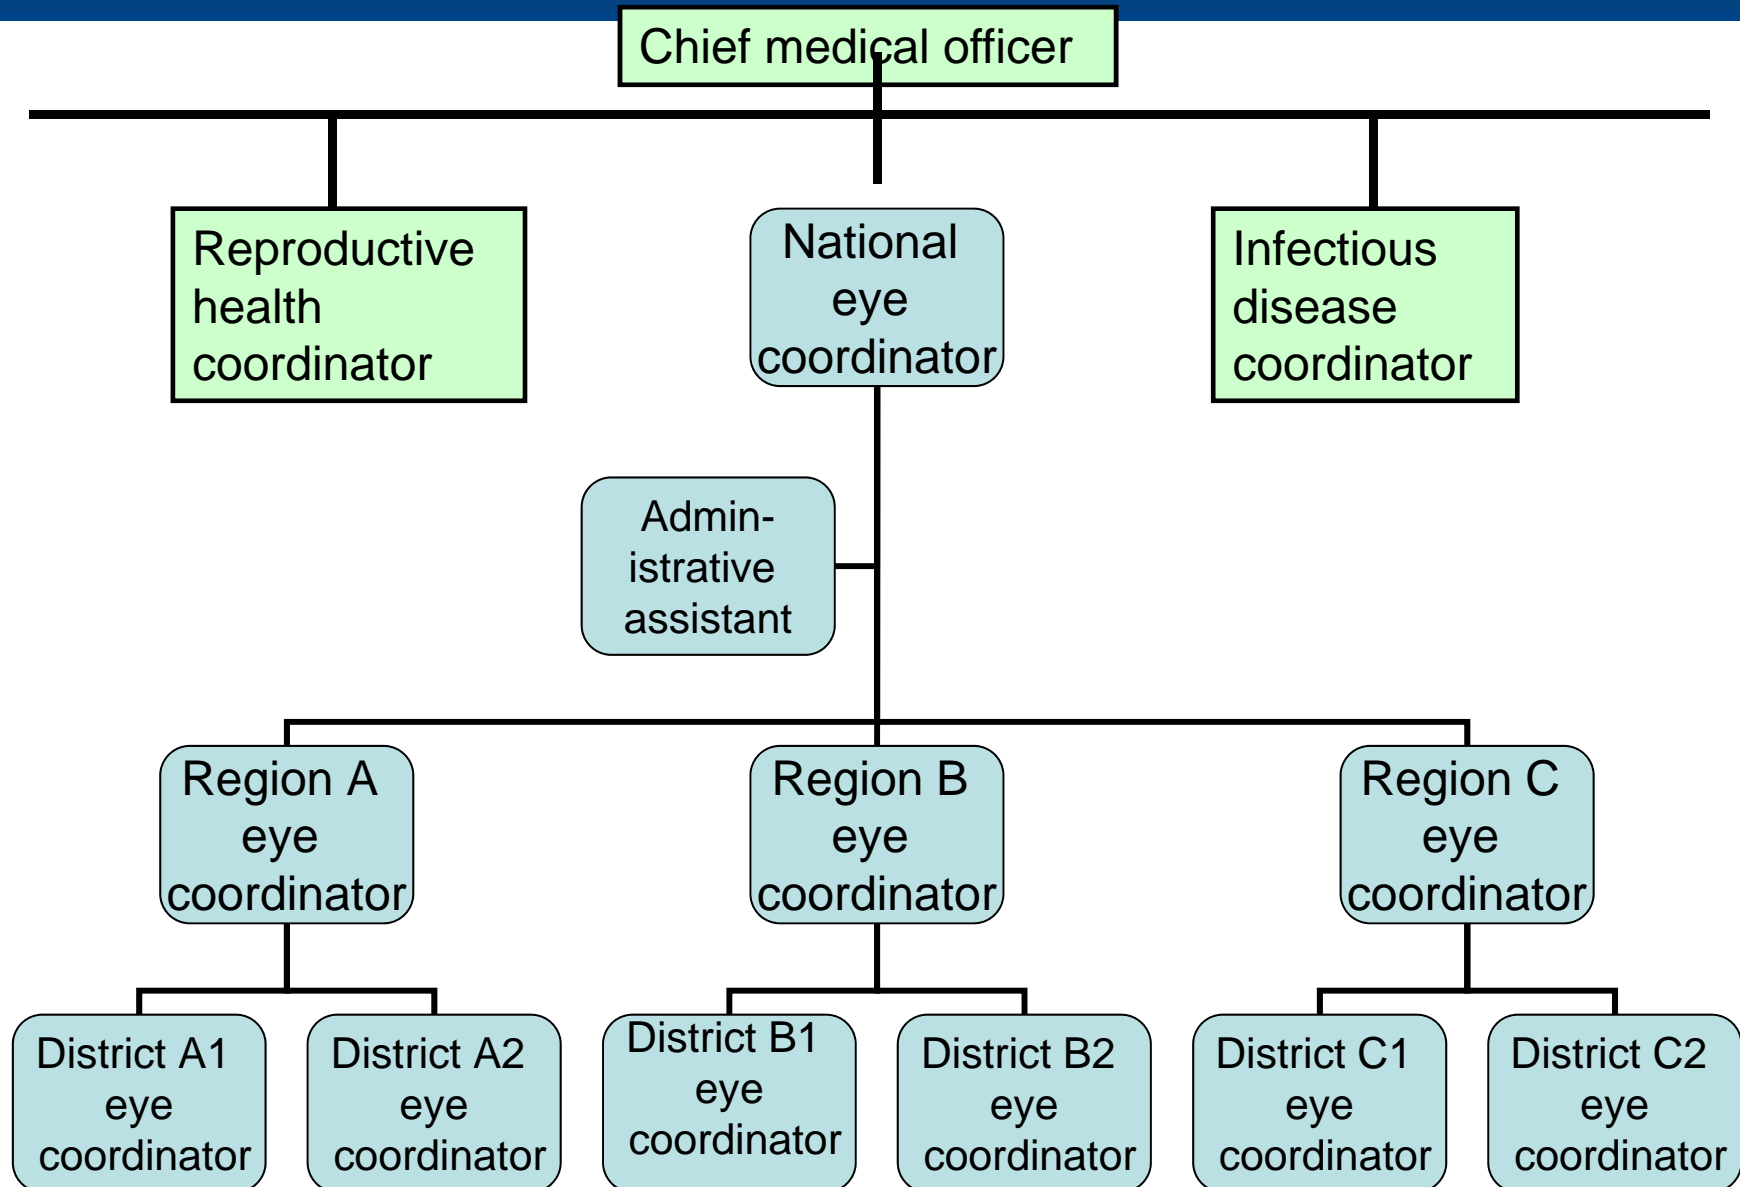 Chief medical officer
Reproductive
health
coordinator
National
eye
coordinator
Infectious
disease
coordinator
Admin-
istrative
assistant
Region A
eye
coordinator
Region B
eye
coordinator
Region C
eye
coordinator
District A1
eye
coordinator
District A2
eye
coordinator
District B1
eye
coordinator
District B2
eye
coordinator
District C1
eye
coordinator
District C2
eye
coordinator